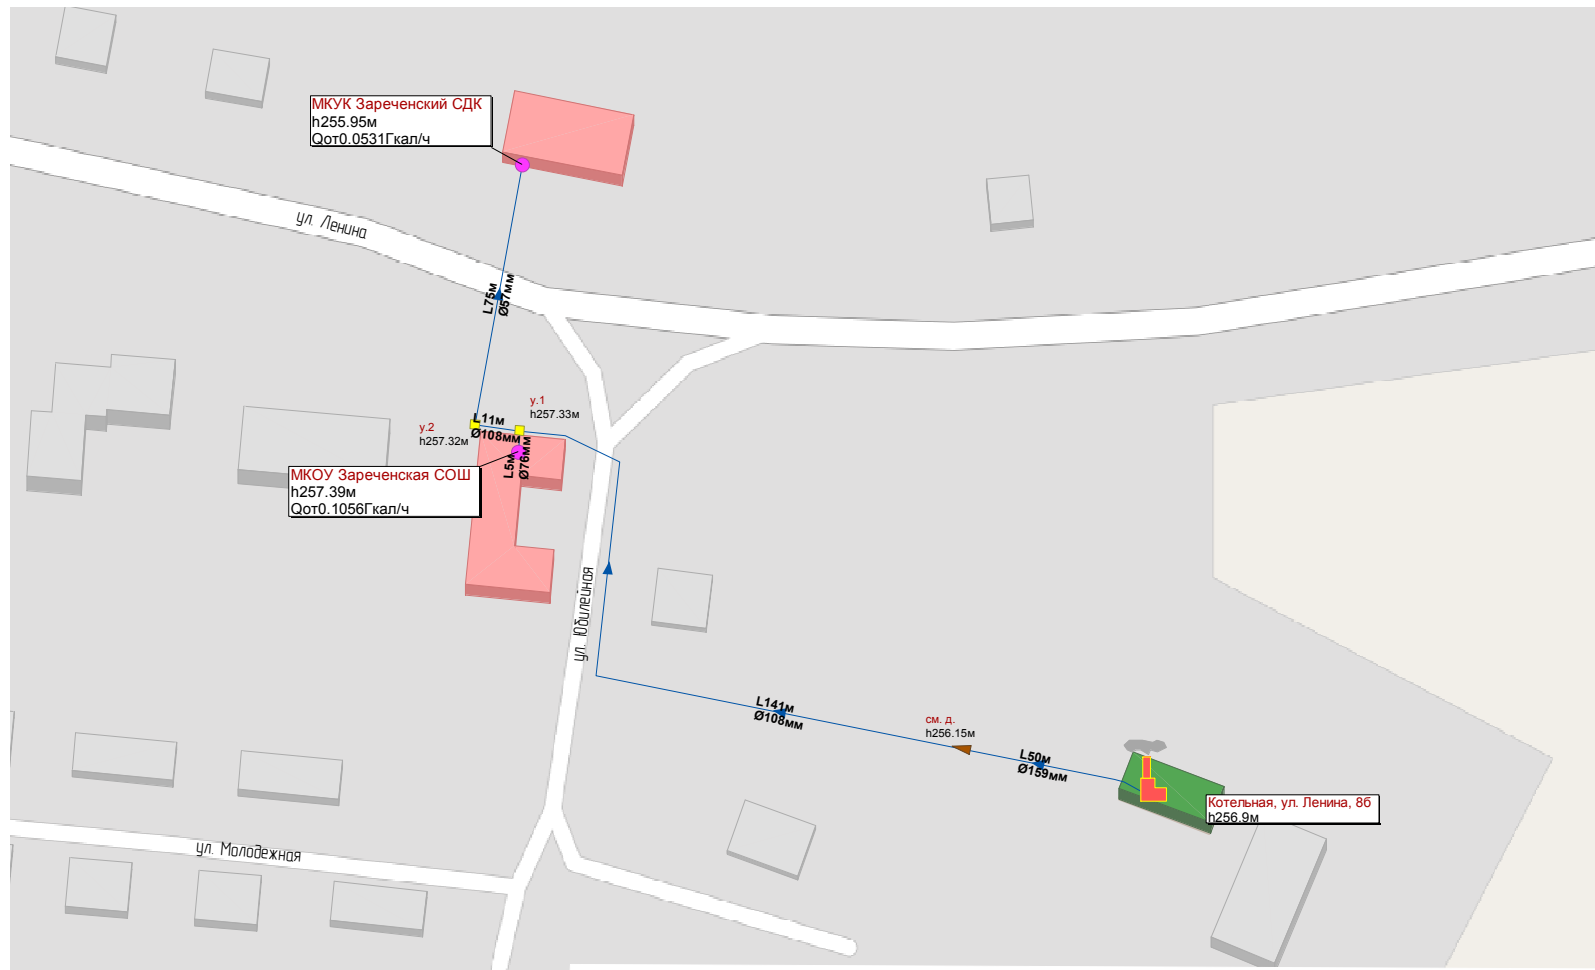 МКУК Зареченский СДК
h255.95м
Qот0.0531Гкал/ч
ул. Ленина
L75м
Ø57мм
у.1
h257.33м
L11м
Ø108мм
у.2
h257.32м
L5м
Ø76мм
МКОУ Зареченская СОШ
h257.39м
Qот0.1056Гкал/ч
ул. Юбилейная
L141м
Ø108мм
см. д.
h256.15м
L50м
Ø159мм
Котельная, ул. Ленина, 8б
h256.9м
ул. Молодежная